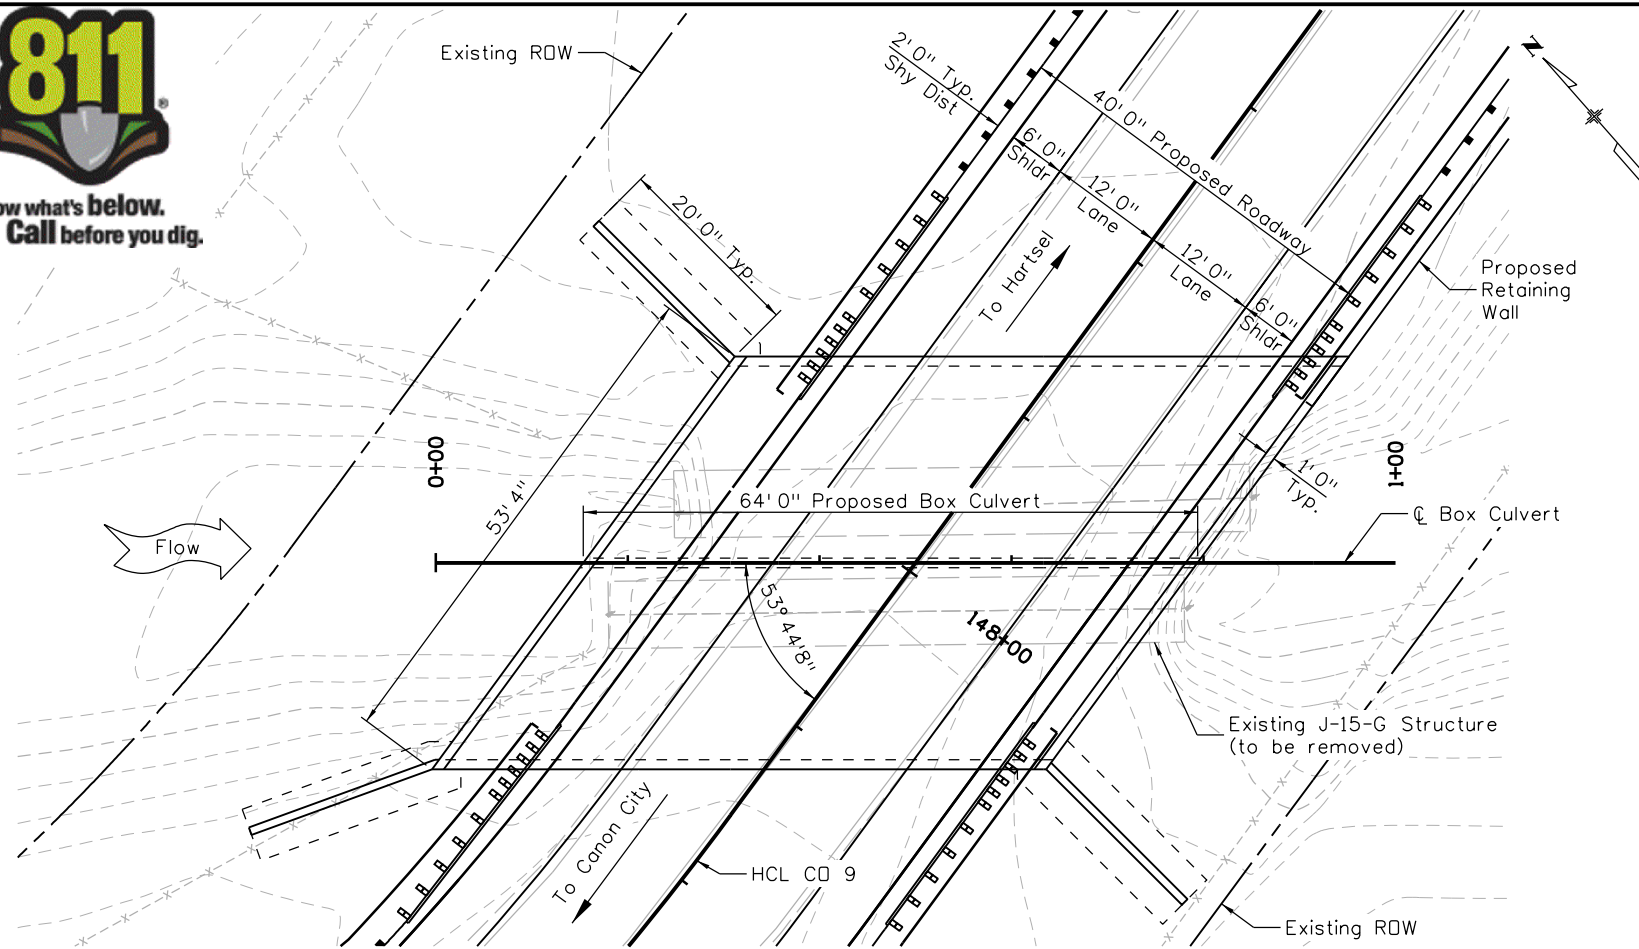 811®
ow what's below.
Call before you dig.
Existing ROW
2'0" Typ.
Shy Dist
N
40'0" Proposed Roadway
6'0"
Shldr
12'0"
Lane
12'0"
Lane
6'0"
Shldr
20'0" Typ.
To Hartsel
Proposed
Retaining
Wall
0+00
53'4"
64'0" Proposed Box Culvert
1'0"
Typ.
1+00
℄ Box Culvert
Flow
53°44'8"
148+00
Existing J-15-G Structure
(to be removed)
To Canon City
HCL CO 9
Existing ROW